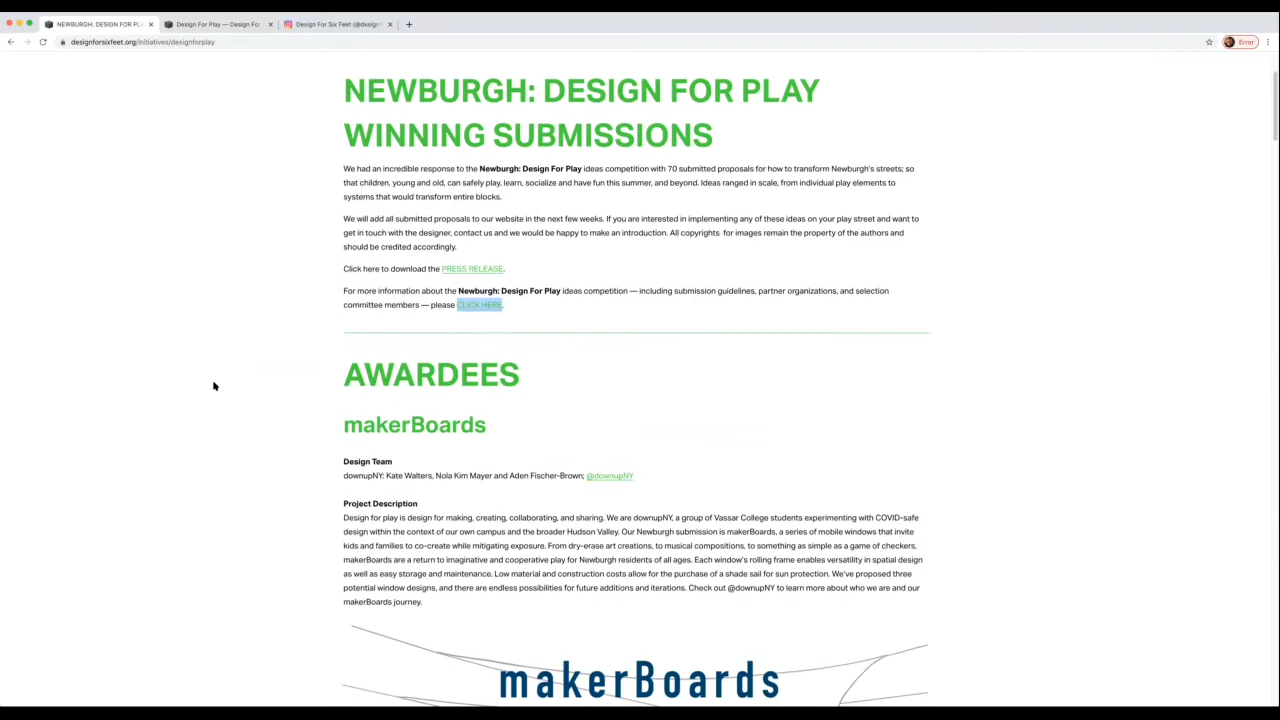 NEWBURGH: DESIGN FOR PL
Design For Play — Design For
Design For Six Feet (@design
designforsixfeet.org/initiatives/designforplay
Error
NEWBURGH: DESIGN FOR PLAY
WINNING SUBMISSIONS
We had an incredible response to the Newburgh: Design For Play ideas competition with 70 submitted proposals for how to transform Newburgh's streets; so
that children, young and old, can safely play, learn, socialize and have fun this summer, and beyond. Ideas ranged in scale, from individual play elements to
systems that would transform entire blocks.
We will add all submitted proposals to our website in the next few weeks. If you are interested in implementing any of these ideas on your play street and want to
get in touch with the designer, contact us and we would be happy to make an introduction. All copyrights for images remain the property of the authors and
should be credited accordingly.
Click here to download the PRESS RELEASE.
For more information about the Newburgh: Design For Play ideas competition — including submission guidelines, partner organizations, and selection
committee members — please CLICK HERE.
AWARDEES
makerBoards
Design Team
downupNY: Kate Walters, Nola Kim Mayer and Aden Fischer-Brown; @downupNY
Project Description
Design for play is design for making, creating, collaborating, and sharing. We are downupNY, a group of Vassar College students experimenting with COVID-safe
design within the context of our own campus and the broader Hudson Valley. Our Newburgh submission is makerBoards, a series of mobile windows that invite
kids and families to co-create while mitigating exposure. From dry-erase art creations, to musical compositions, to something as simple as a game of checkers,
makerBoards are a return to imaginative and cooperative play for Newburgh residents of all ages. Each window's rolling frame enables versatility in spatial design
as well as easy storage and maintenance. Low material and construction costs allow for the purchase of a shade sail for sun protection. We've proposed three
potential window designs, and there are endless possibilities for future additions and iterations. Check out @downupNY to learn more about who we are and our
makerBoards journey.
makerBoards